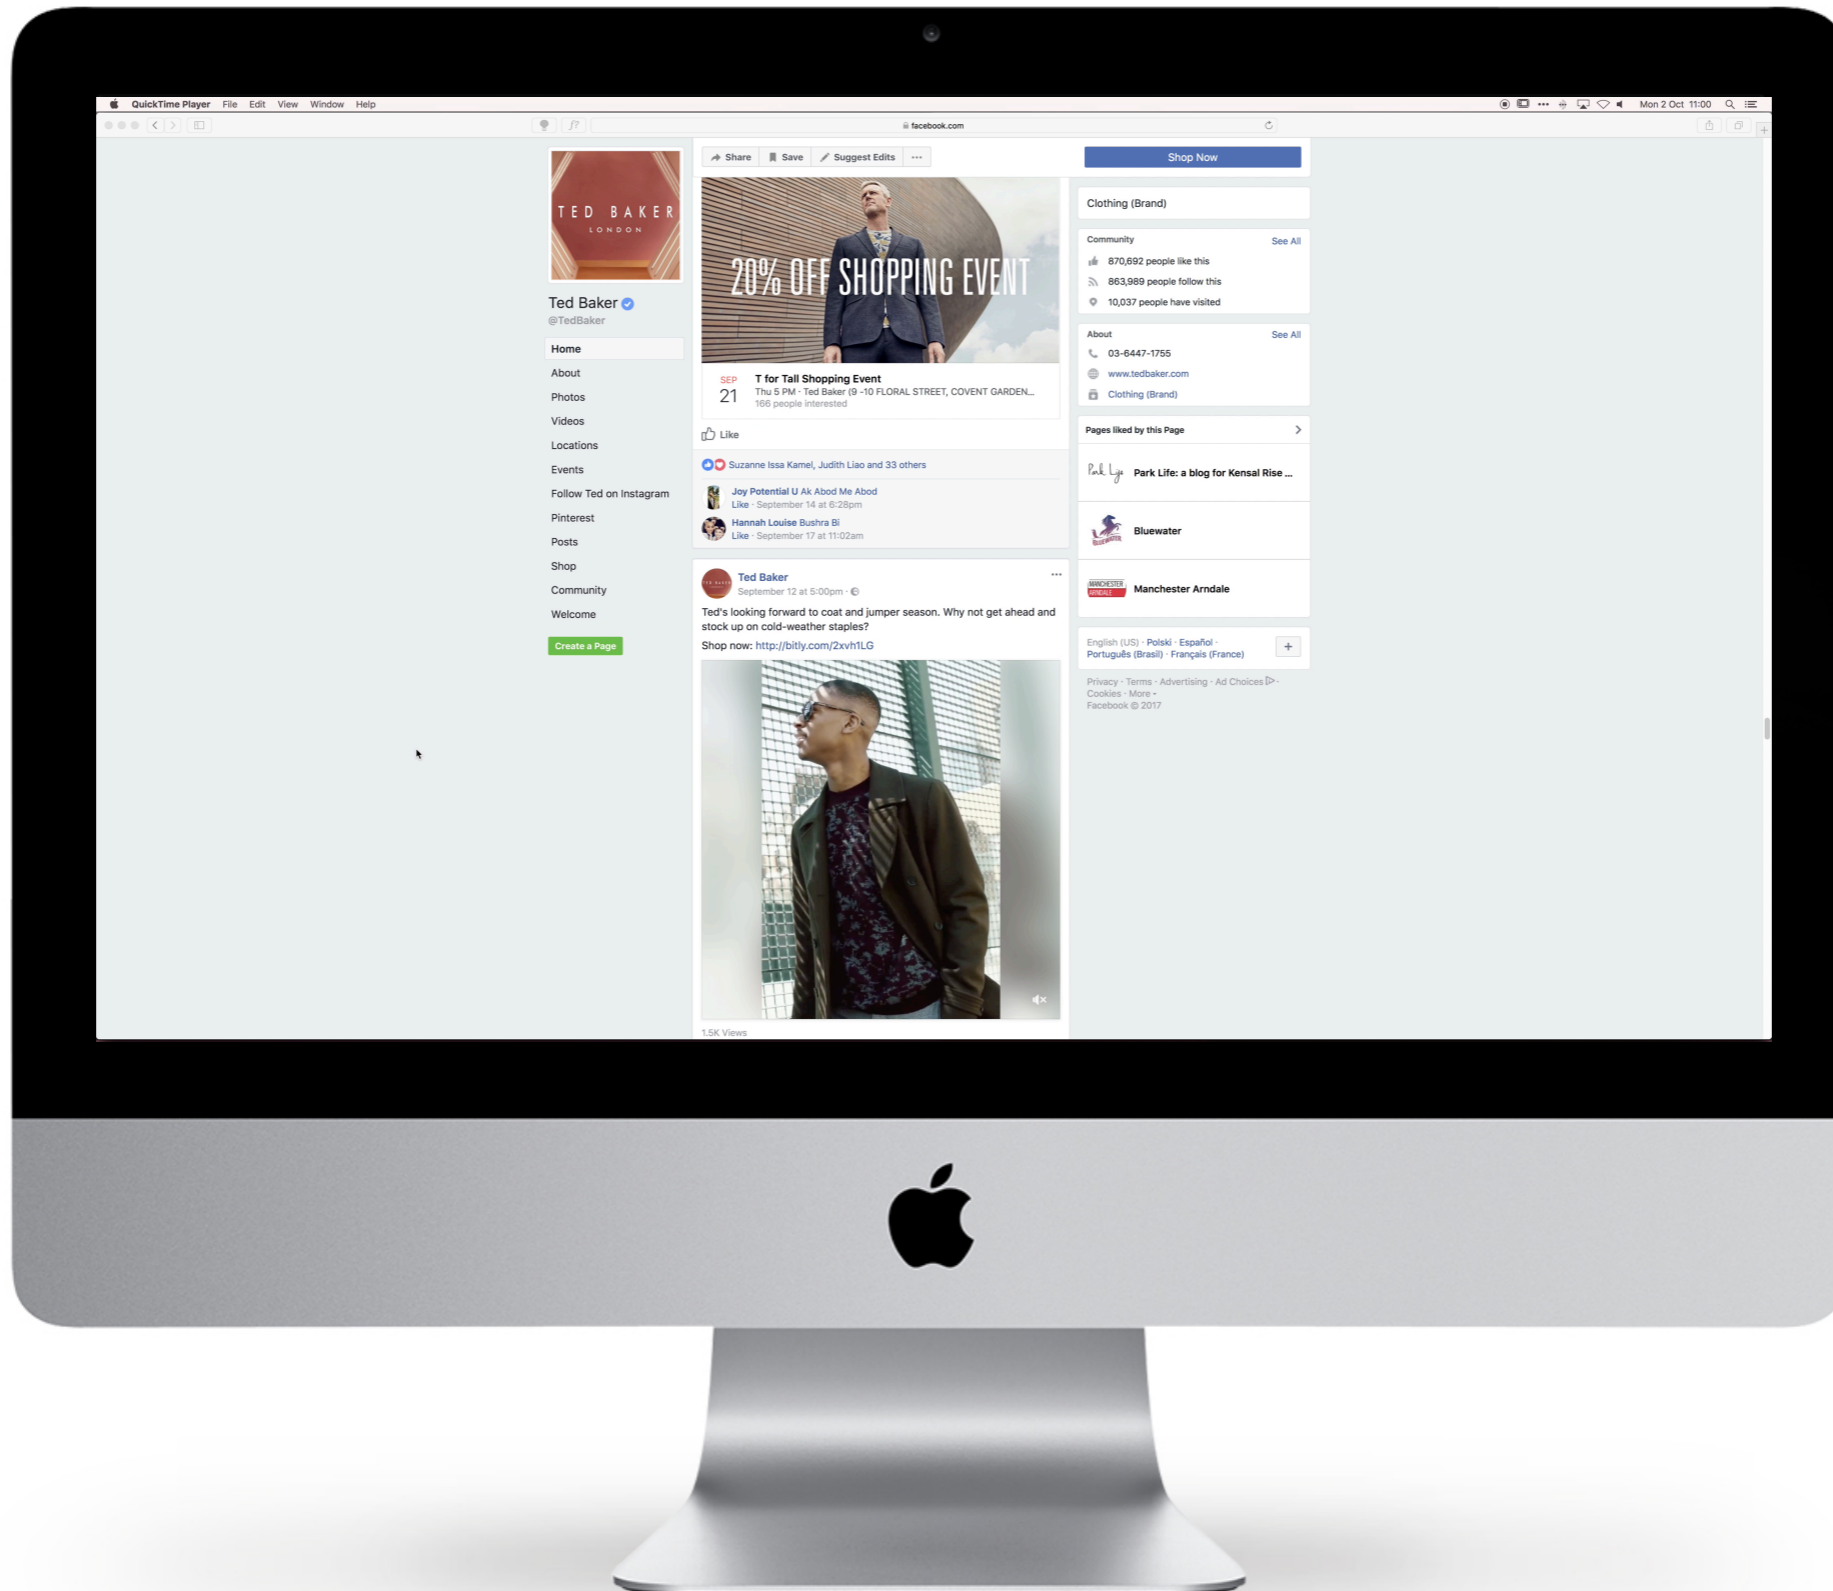 QuickTime Player File Edit View Window Help
Mon 2 Oct 11:00
f?
facebook.com
TED BAKER
LONDON
Ted Baker
@TedBaker
Home
About
Photos
Videos
Locations
Events
Follow Ted on Instagram
Pinterest
Posts
Shop
Community
Welcome
Create a Page
Share Save Suggest Edits
20% OFF SHOPPING EVENT
SEP
21
T for Tall Shopping Event
Thu 5 PM · Ted Baker (9 -10 FLORAL STREET, COVENT GARDEN...
166 people interested
Like
Suzanne Issa Kamel, Judith Liao and 33 others
Joy Potential U Ak Abod Me Abod
Like · September 14 at 6:28pm
Hannah Louise Bushra Bi
Like · September 17 at 11:02am
TED BAKER
Ted Baker
September 12 at 5:00pm ·
Ted's looking forward to coat and jumper season. Why not get ahead and
stock up on cold-weather staples?
Shop now: http://bitly.com/2xvh1LG
1.5K Views
Shop Now
Clothing (Brand)
Community See All
870,692 people like this
863,989 people follow this
10,037 people have visited
About See All
03-6447-1755
www.tedbaker.com
Clothing (Brand)
Pages liked by this Page
Park Life
Park Life: a blog for Kensal Rise ...
BLUEWATER
Bluewater
MANCHESTER
ARNDALE
Manchester Arndale
English (US) · Polski · Español ·
Português (Brasil) · Français (France)
Privacy · Terms · Advertising · Ad Choices ·
Cookies · More
Facebook © 2017